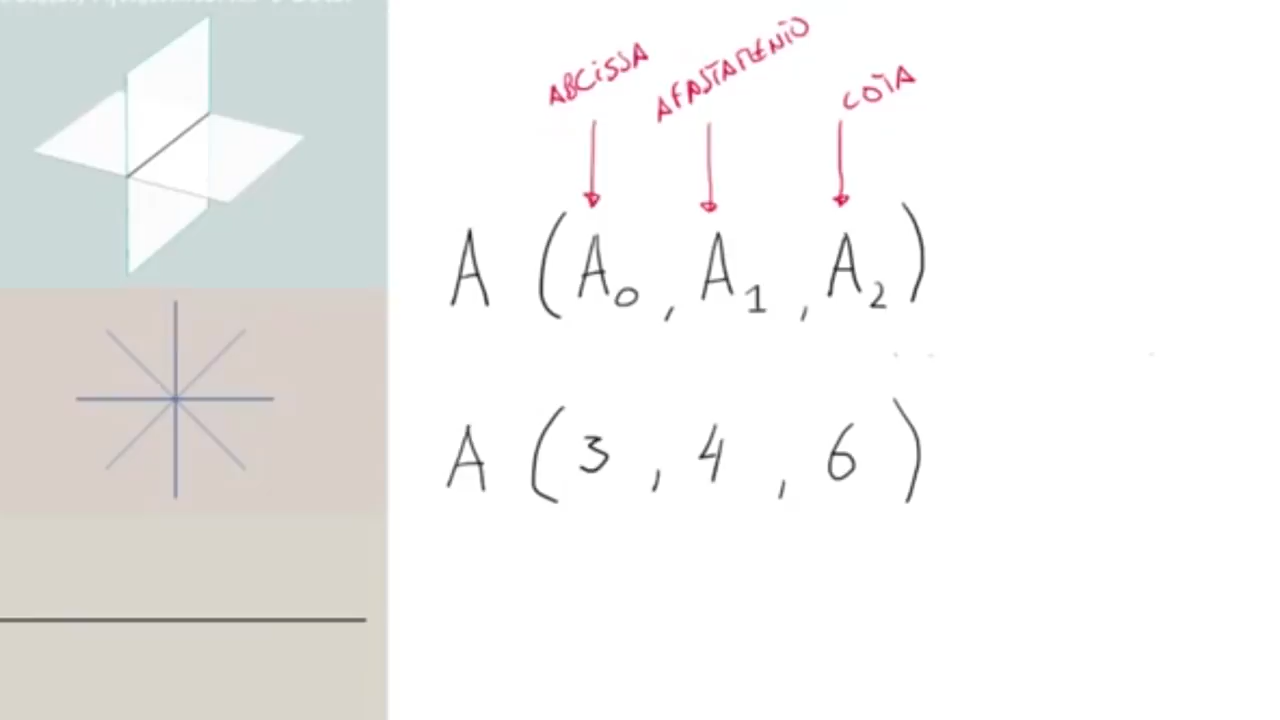 ABCISSA AFASTAMENTO COTA
A (A₀, A₁, A₂)
A (3, 4, 6)